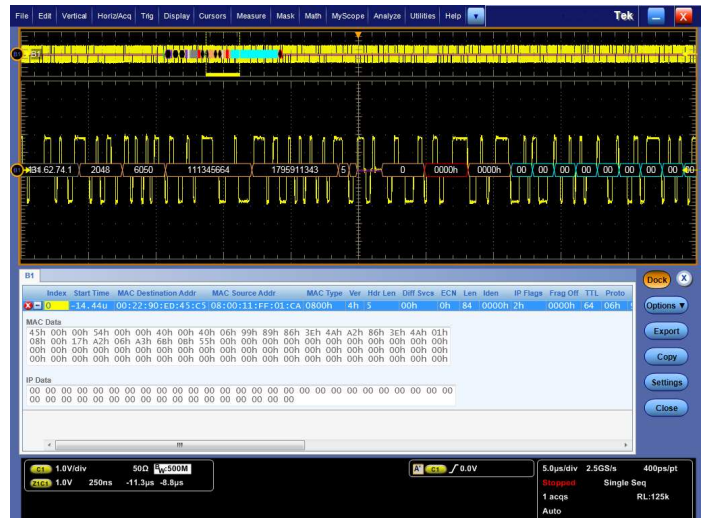 File Edit Vertical Horiz/Acq Trig Display Cursors Measure Mask Math MyScope Analyze Utilities Help Tek X
B1
B1 .62.74.1 2048 6050 111345664 1795911343 5 0 0000h 0000h 00 00 00 00 00 00 00 00 00
B1
Dock X
Index Start Time MAC Destination Addr MAC Source Addr MAC Type Ver Hdr Len Diff Svcs ECN Len Iden IP Flags Frag Off TTL Proto
0 -14.44u 00:22:90:ED:45:C5 08:00:11:FF:01:CA 0800h 4h 5 00h 0h 84 0000h 2h 0000h 64 06h
Options
MAC Data
45h 00h 00h 54h 00h 00h 40h 00h 40h 06h 99h 89h 86h 3Eh 4Ah A2h 86h 3Eh 4Ah 01h
08h 00h 17h A2h 06h A3h 6Bh 0Bh 55h 00h 00h 00h 00h 00h 00h 00h 00h 00h 00h 00h
00h 00h 00h 00h 00h 00h 00h 00h 00h 00h 00h 00h 00h 00h 00h 00h 00h 00h 00h 00h
00h 00h 00h 00h 00h 00h 00h 00h 00h 00h 00h 00h 00h 00h 00h 00h 00h 00h 00h 00h
Export
Copy
IP Data
00 00 00 00 00 00 00 00 00 00 00 00 00 00 00 00 00 00 00 00 00 00 00 00
00 00 00 00 00 00 00 00 00 00 00 00 00 00 00
Settings
Close
C1 1.0V/div 50Ω BW:500M
Z1C1 1.0V 250ns -11.3µs -8.8µs
A' C1 0.0V
5.0µs/div 2.5GS/s 400ps/pt
Stopped Single Seq
1 acqs RL:125k
Auto